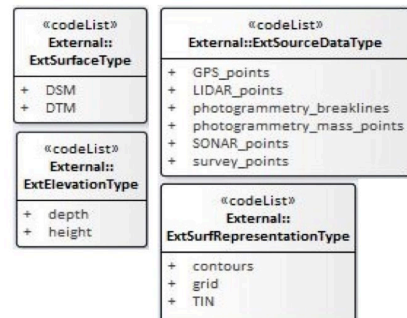 «codeList»
External::
ExtSurfaceType
+ DSM
+ DTM
«codeList»
External::
ExtElevationType
+ depth
+ height
«codeList»
External::ExtSourceDataType
+ GPS_points
+ LIDAR_points
+ photogrammetry_breaklines
+ photogrammetry_mass_points
+ SONAR_points
+ survey_points
«codeList»
External::
ExtSurfRepresentationType
+ contours
+ grid
+ TIN